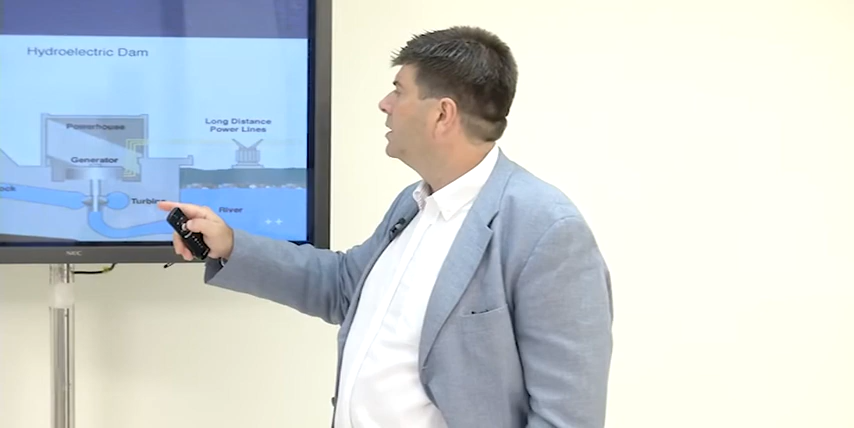 Hydroelectric Dam
Long Distance
Power Lines
Powerhouse
Generator
ock
Turbine
River
NEC